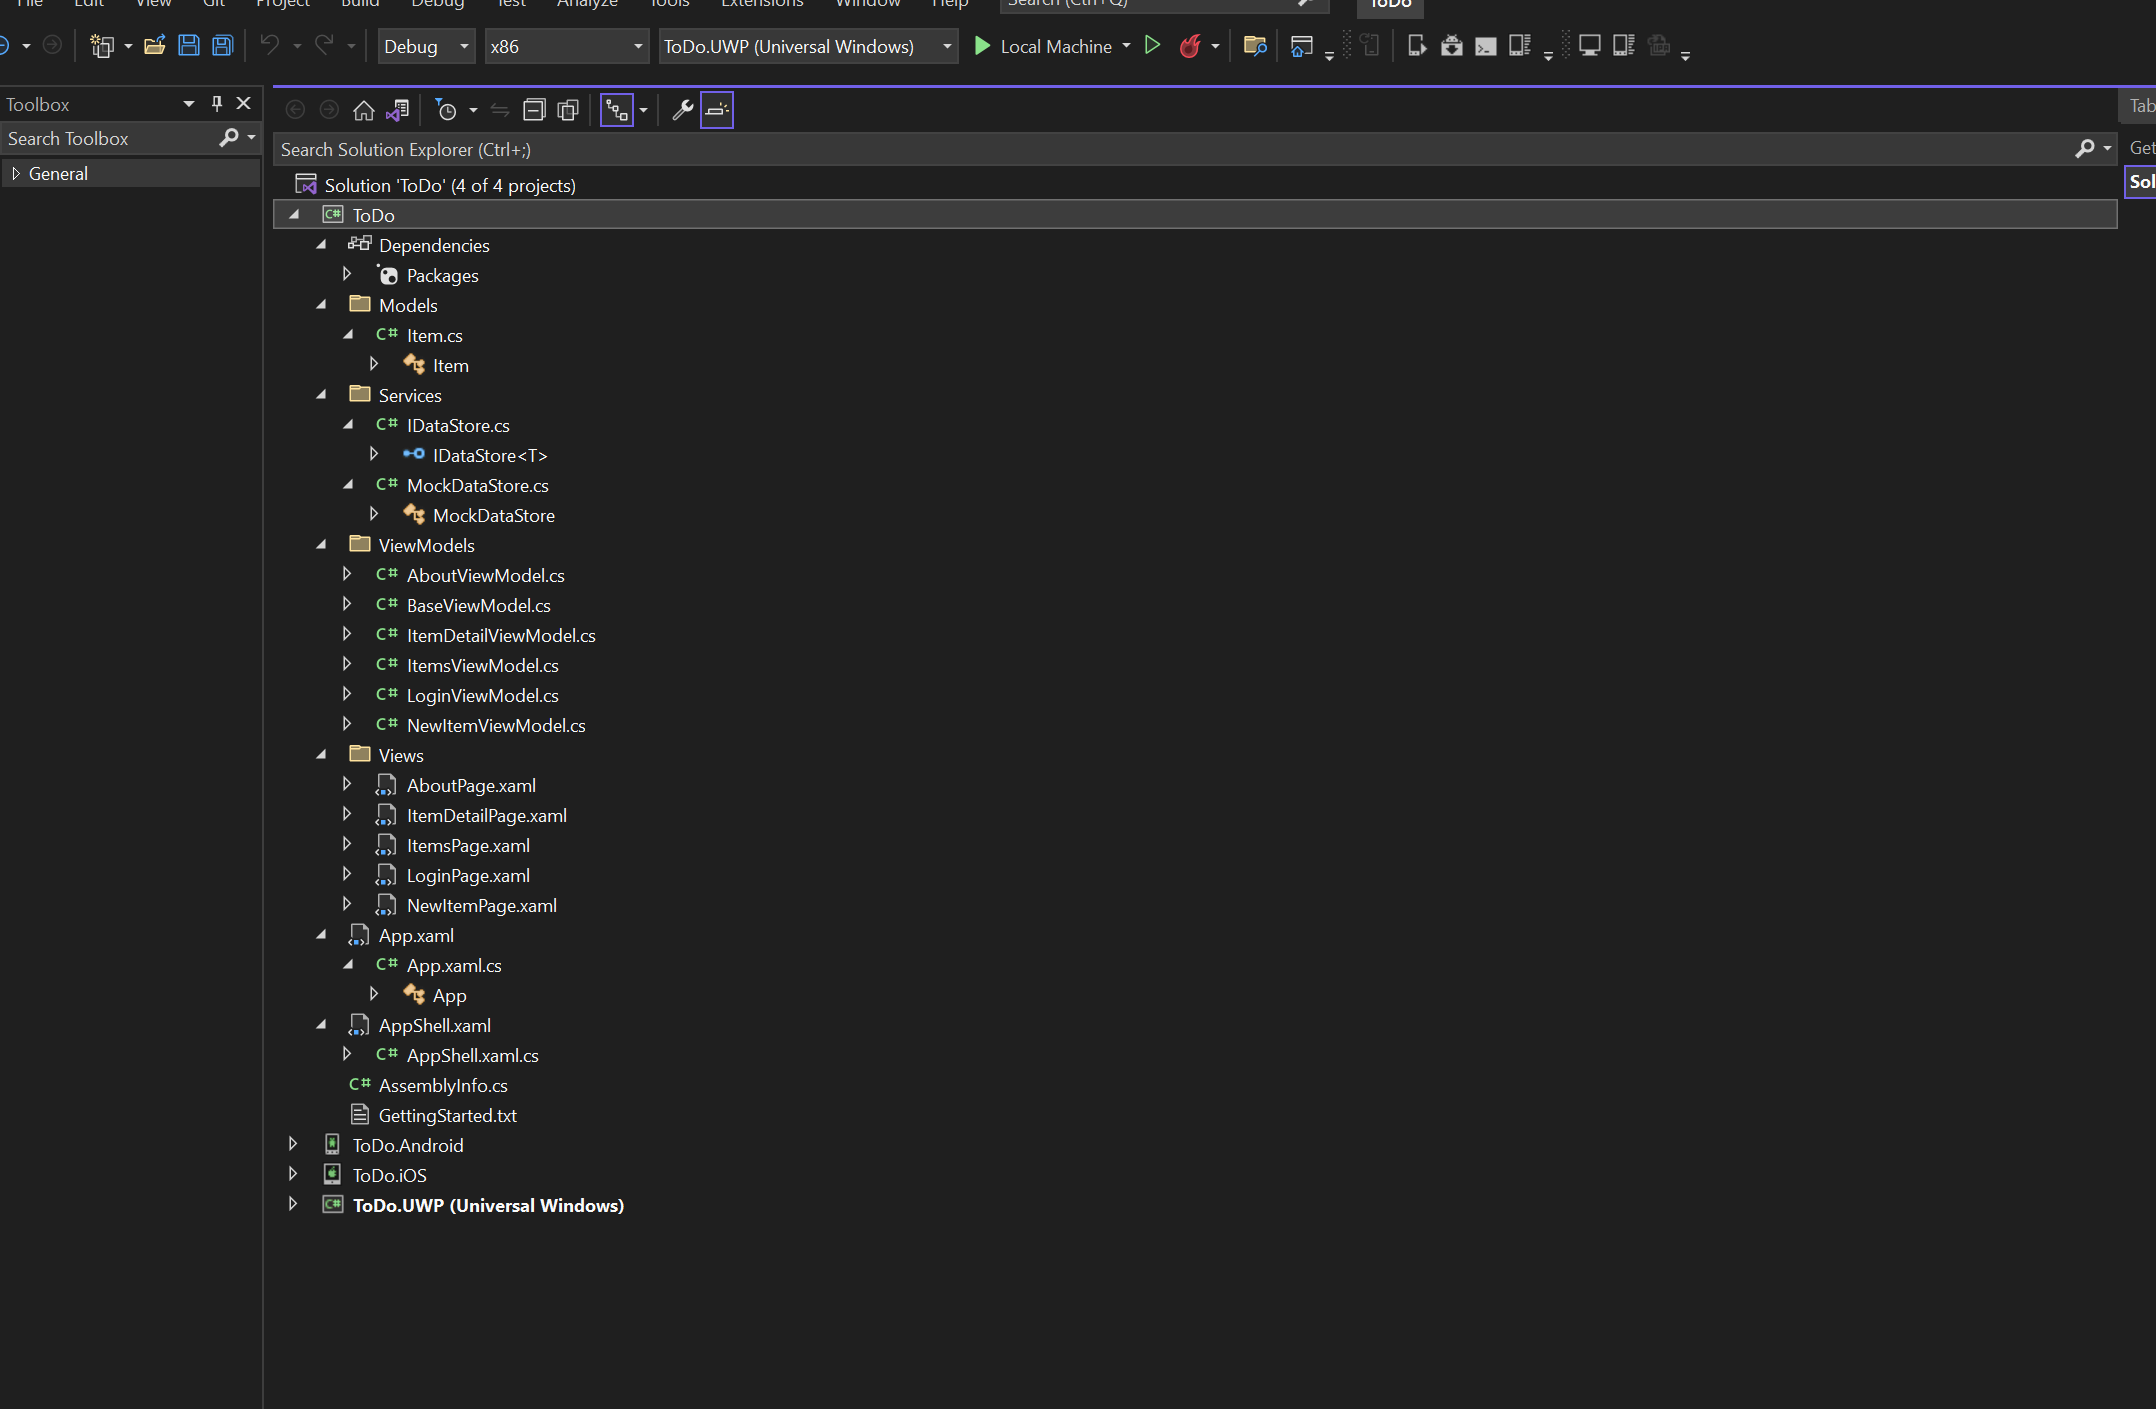 File Edit View Git Project Build Debug Test Analyze Tools Extensions Window Help Search (Ctrl+Q) ToDo
Debug x86 ToDo.UWP (Universal Windows) Local Machine
Toolbox
Search Toolbox
General
Search Solution Explorer (Ctrl+;)
Solution 'ToDo' (4 of 4 projects)
ToDo
Dependencies
Packages
Models
C# Item.cs
Item
Services
C# IDataStore.cs
IDataStore<T>
C# MockDataStore.cs
MockDataStore
ViewModels
C# AboutViewModel.cs
C# BaseViewModel.cs
C# ItemDetailViewModel.cs
C# ItemsViewModel.cs
C# LoginViewModel.cs
C# NewItemViewModel.cs
Views
AboutPage.xaml
ItemDetailPage.xaml
ItemsPage.xaml
LoginPage.xaml
NewItemPage.xaml
App.xaml
C# App.xaml.cs
App
AppShell.xaml
C# AppShell.xaml.cs
C# AssemblyInfo.cs
GettingStarted.txt
ToDo.Android
ToDo.iOS
C# ToDo.UWP (Universal Windows)
Tab
Get
Sol